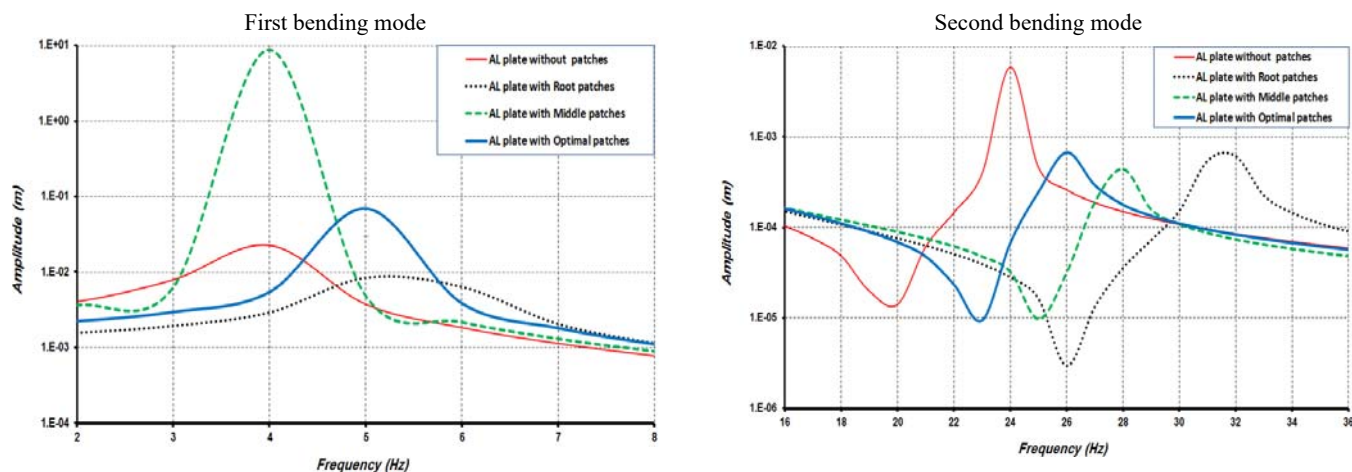 First bending mode
1.E+01
1.E+00
1.E-01
1.E-02
1.E-03
1.E-04
Amplitude (m)
AL plate without patches
AL plate with Root patches
AL plate with Middle patches
AL plate with Optimal patches
2 3 4 5 6 7 8
Frequency (Hz)
Second bending mode
1.E-02
1.E-03
1.E-04
1.E-05
1.E-06
Amplitude (m)
AL plate without patches
AL plate with Root patches
AL plate with Middle patches
AL plate with Optimal patches
16 18 20 22 24 26 28 30 32 34 36
Frequency (Hz)